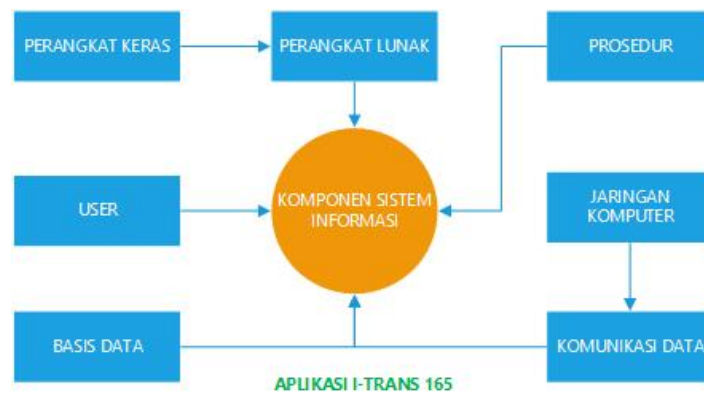 PERANGKAT KERAS
PERANGKAT LUNAK
PROSEDUR
USER
KOMPONEN SISTEM
INFORMASI
JARINGAN
KOMPUTER
BASIS DATA
KOMUNIKASI DATA
APLIKASI I-TRANS 165